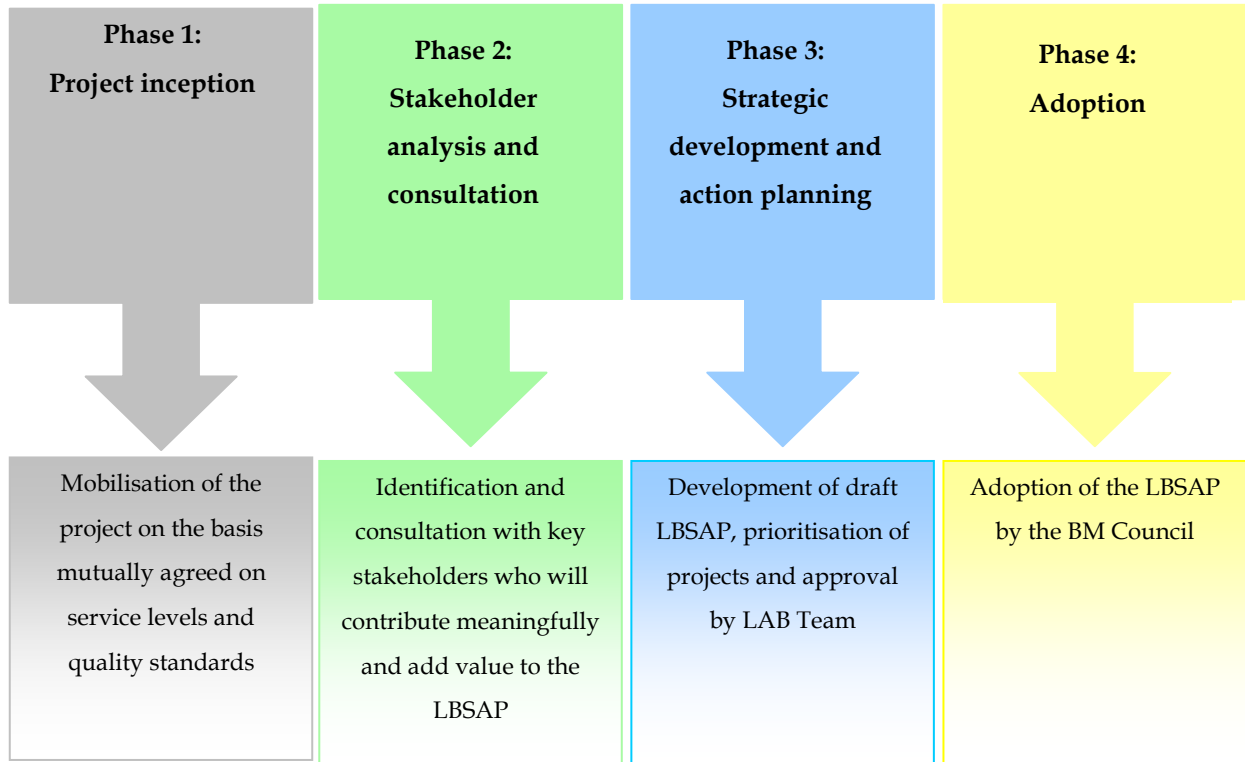 Phase 1:
Project inception
Phase 2:
Stakeholder
analysis and
consultation
Phase 3:
Strategic
development and
action planning
Phase 4:
Adoption
Mobilisation of the
project on the basis
mutually agreed on
service levels and
quality standards
Identification and
consultation with key
stakeholders who will
contribute meaningfully
and add value to the
LBSAP
Development of draft
LBSAP, prioritisation of
projects and approval
by LAB Team
Adoption of the LBSAP
by the BM Council